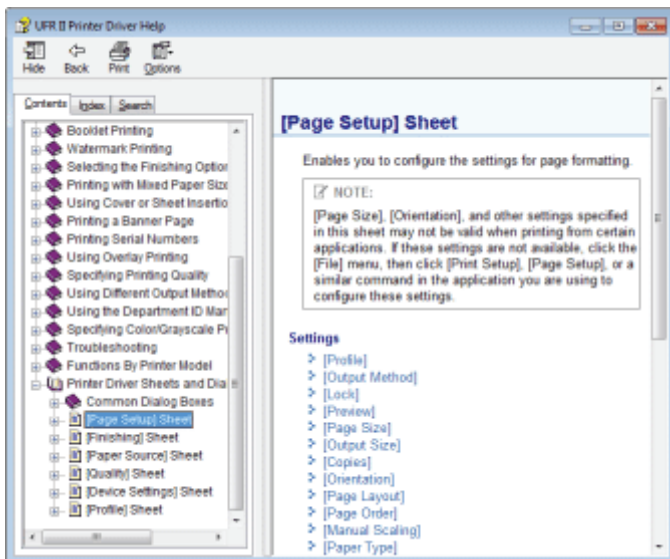 UFR II Printer Driver Help
Hide Back Print Options
Contents Index Search
Booklet Printing
Watermark Printing
Selecting the Finishing Option
Printing with Mixed Paper Size
Using Cover or Sheet Insertio
Printing a Banner Page
Printing Serial Numbers
Using Overlay Printing
Specifying Printing Quality
Using Different Output Method
Using the Department ID Man
Specifying Color/Grayscale Pr
Troubleshooting
Functions By Printer Model
Printer Driver Sheets and Dia
Common Dialog Boxes
[Page Setup] Sheet
[Finishing] Sheet
[Paper Source] Sheet
[Quality] Sheet
[Device Settings] Sheet
[Profile] Sheet
[Page Setup] Sheet
Enables you to configure the settings for page formatting.
NOTE:
[Page Size], [Orientation], and other settings specified
in this sheet may not be valid when printing from certain
applications. If these settings are not available, click the
[File] menu, then click [Print Setup], [Page Setup], or a
similar command in the application you are using to
configure these settings.
Settings
[Profile]
[Output Method]
[Lock]
[Preview]
[Page Size]
[Output Size]
[Copies]
[Orientation]
[Page Layout]
[Page Order]
[Manual Scaling]
[Paper Type]